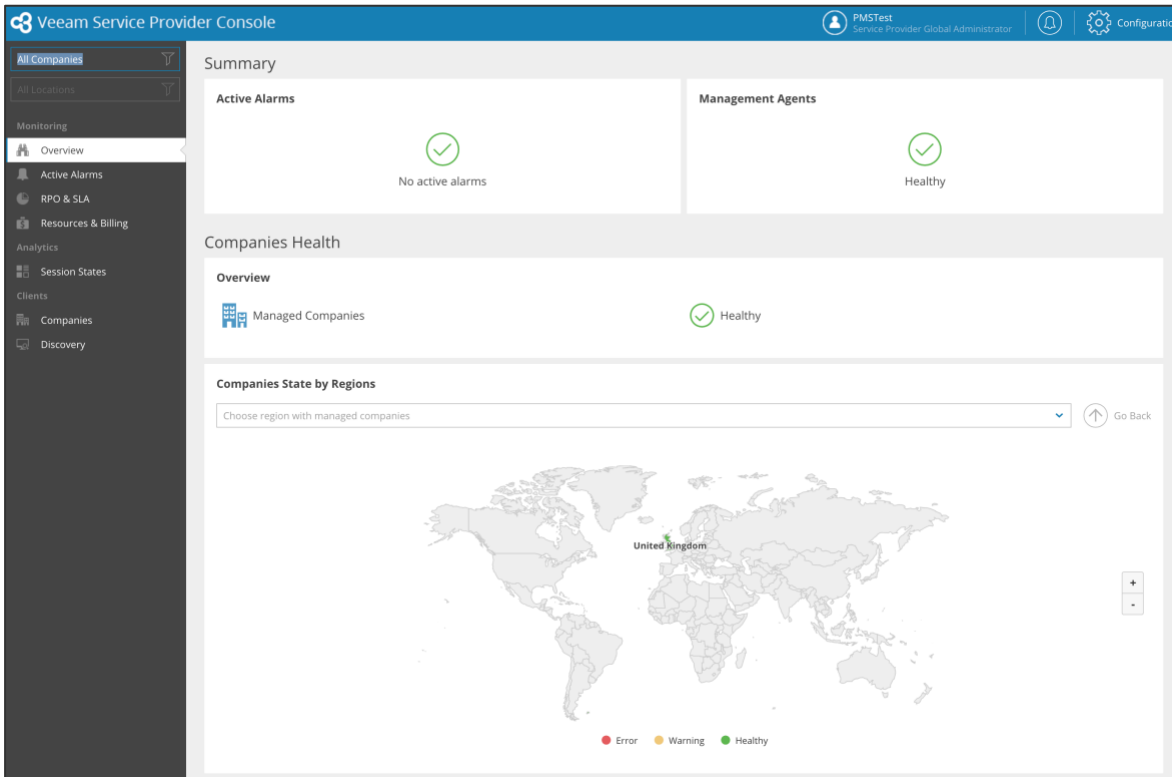 Veeam Service Provider Console
PMSTest
Service Provider Global Administrator
Configuratio
All Companies
All Locations
Monitoring
Overview
Active Alarms
RPO & SLA
Resources & Billing
Analytics
Session States
Clients
Companies
Discovery
Summary
Active Alarms
No active alarms
Management Agents
Healthy
Companies Health
Overview
Managed Companies
Healthy
Companies State by Regions
Choose region with managed companies
Go Back
United Kingdom
+
-
Error Warning Healthy